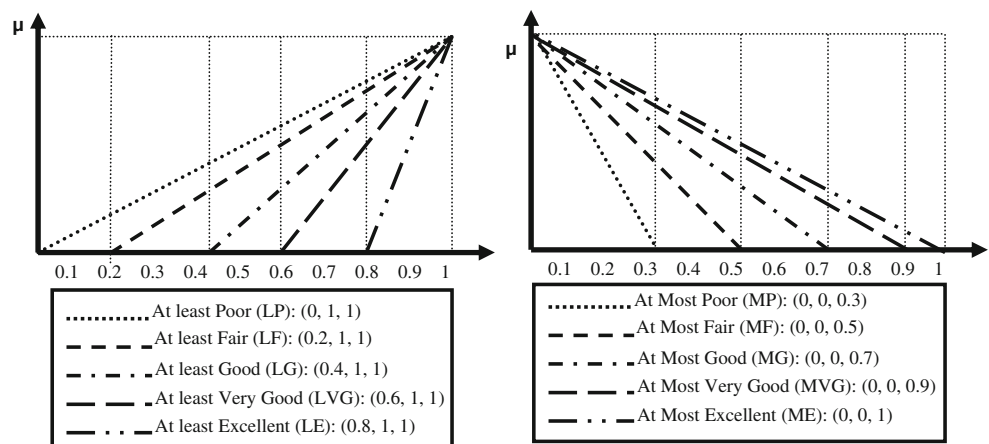 μ
0.1 0.2 0.3 0.4 0.5 0.6 0.7 0.8 0.9 1
At least Poor (LP): (0, 1, 1)
At least Fair (LF): (0.2, 1, 1)
At least Good (LG): (0.4, 1, 1)
At least Very Good (LVG): (0.6, 1, 1)
At least Excellent (LE): (0.8, 1, 1)
μ
0.1 0.2 0.3 0.4 0.5 0.6 0.7 0.8 0.9 1
At Most Poor (MP): (0, 0, 0.3)
At Most Fair (MF): (0, 0, 0.5)
At Most Good (MG): (0, 0, 0.7)
At Most Very Good (MVG): (0, 0, 0.9)
At Most Excellent (ME): (0, 0, 1)